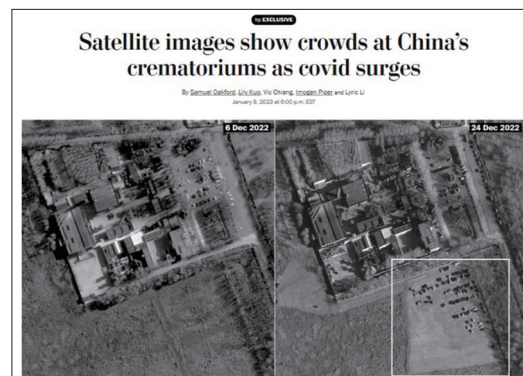 EXCLUSIVE
Satellite images show crowds at China's
crematoriums as covid surges
By Samuel Oakford, Lily Kuo, Vic Chiang, Imogen Piper and Lyric Li
January 9, 2023 at 6:00 p.m. EST
6 Dec 2022
24 Dec 2022